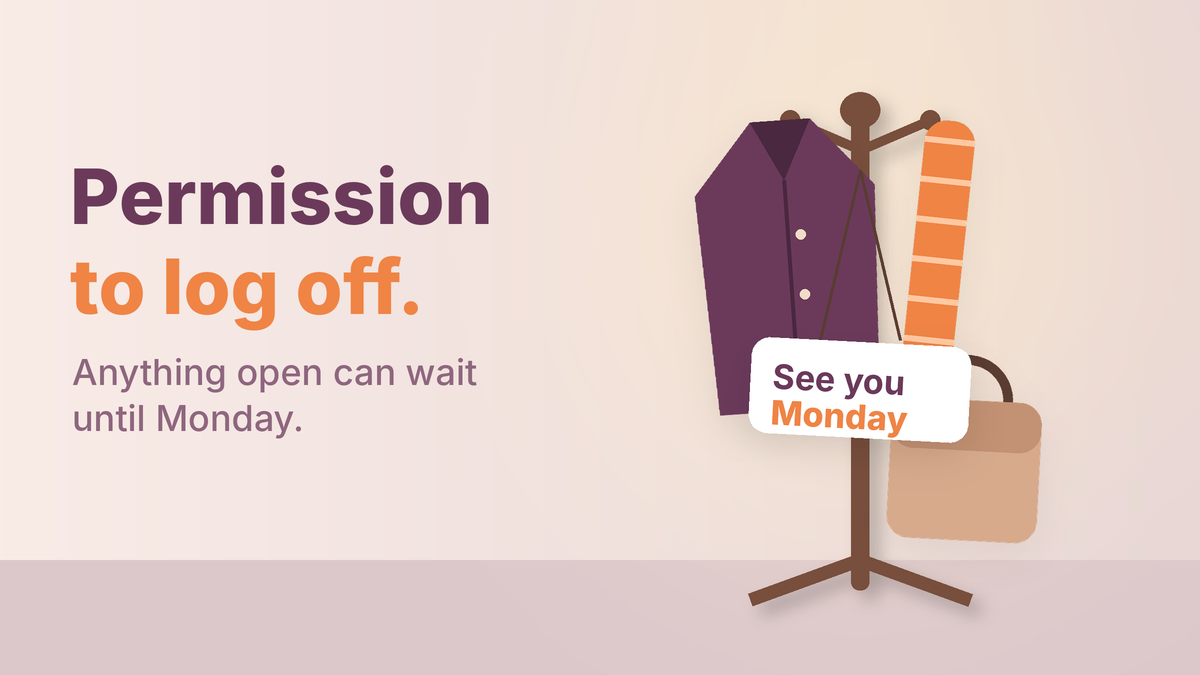 Permission
to log off.
Anything open can wait
until Monday.
See you
Monday